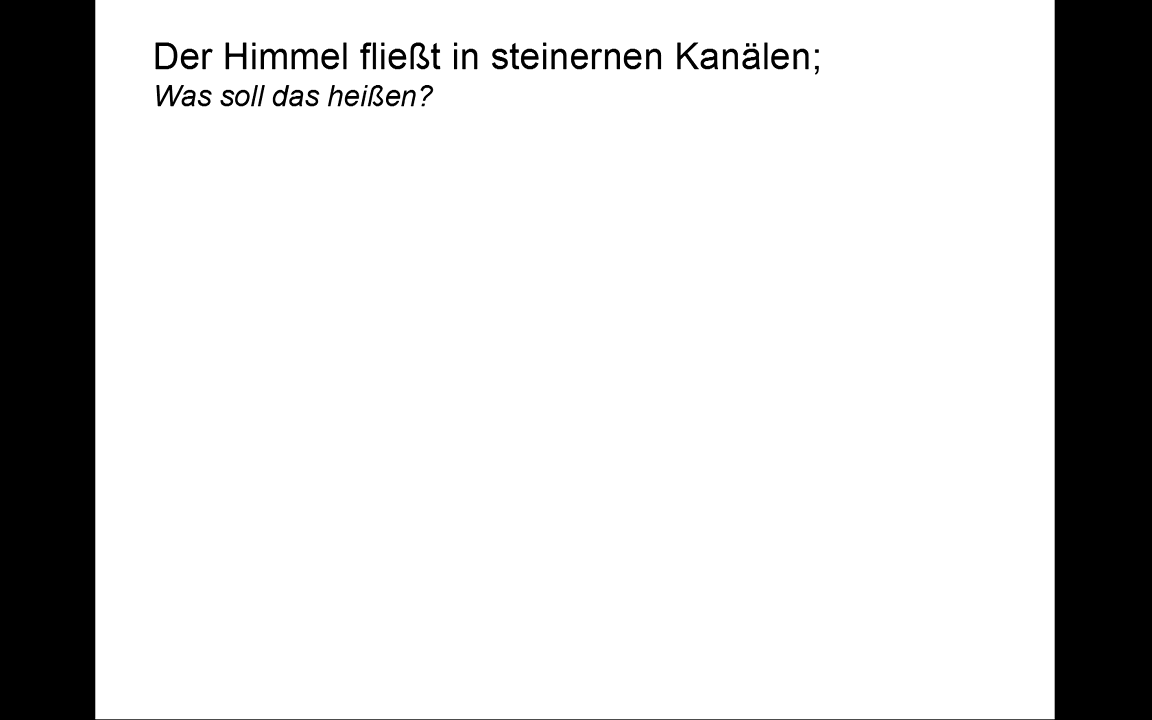 Der Himmel fließt in steinernen Kanälen;
Was soll das heißen?